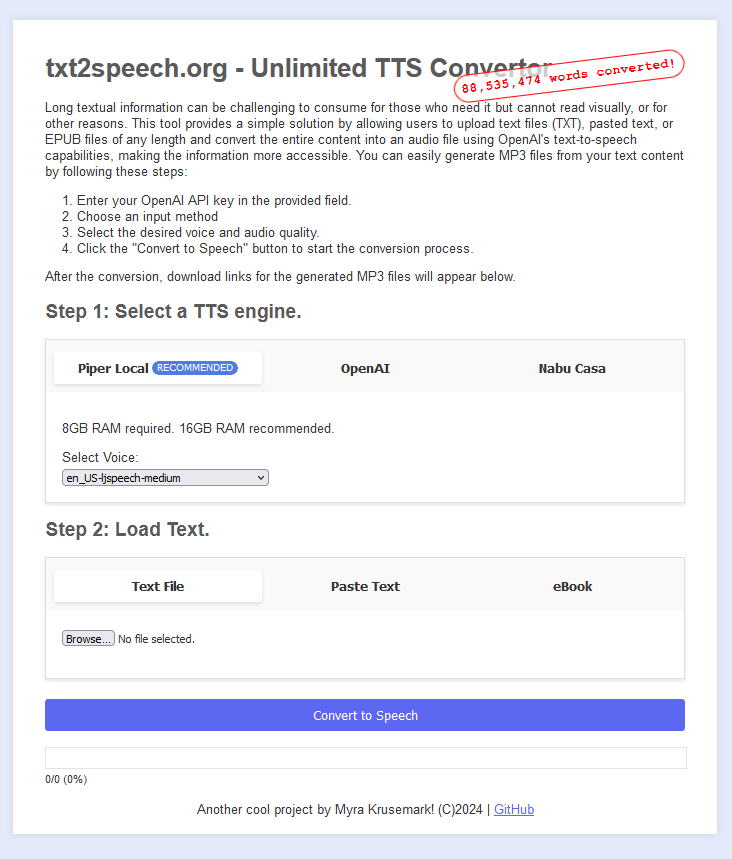 txt2speech.org - Unlimited TTS Convertor
88,535,474 words converted!
Long textual information can be challenging to consume for those who need it but cannot read visually, or for
other reasons. This tool provides a simple solution by allowing users to upload text files (TXT), pasted text, or
EPUB files of any length and convert the entire content into an audio file using OpenAI's text-to-speech
capabilities, making the information more accessible. You can easily generate MP3 files from your text content
by following these steps:
1. Enter your OpenAI API key in the provided field.
2. Choose an input method
3. Select the desired voice and audio quality.
4. Click the "Convert to Speech" button to start the conversion process.
After the conversion, download links for the generated MP3 files will appear below.
Step 1: Select a TTS engine.
Piper Local RECOMMENDED OpenAI Nabu Casa
8GB RAM required. 16GB RAM recommended.
Select Voice:
en_US-ljspeech-medium
Step 2: Load Text.
Text File Paste Text eBook
Browse... No file selected.
Convert to Speech
0/0 (0%)
Another cool project by Myra Krusemark! (C)2024 | GitHub